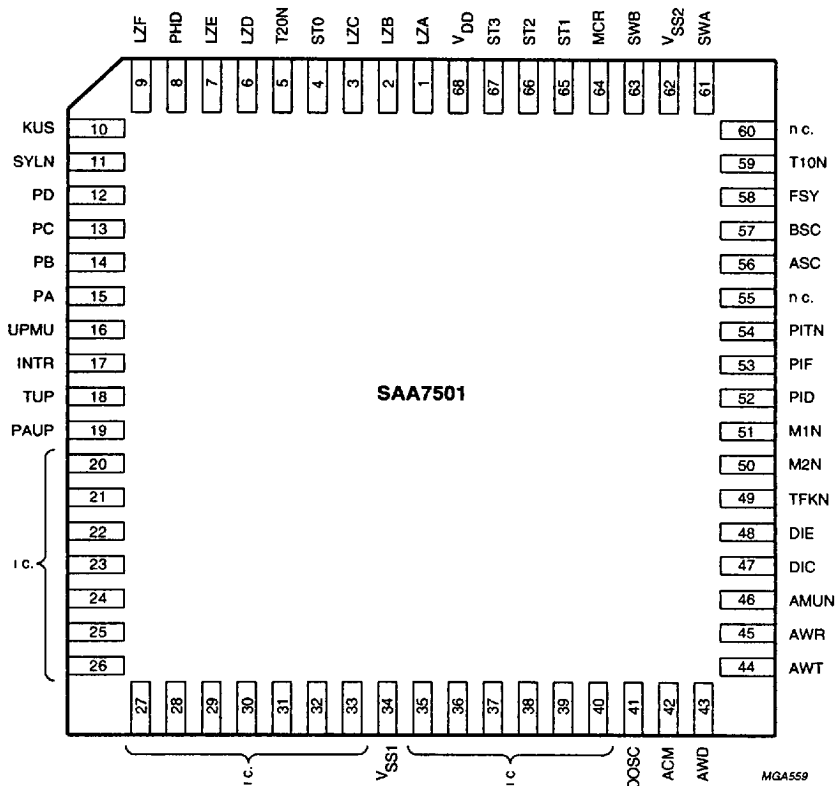 LZF PHD LZE LZD T20N ST0 LZC LZB LZA VDD ST3 ST2 ST1 MCR SWB VSS2 SWA
9 8 7 6 5 4 3 2 1 68 67 66 65 64 63 62 61
KUS 10 60 n c.
SYLN 11 59 T10N
PD 12 58 FSY
PC 13 57 BSC
PB 14 56 ASC
PA 15 55 n c.
UPMU 16 54 PITN
INTR 17 53 PIF
TUP 18 52 PID
SAA7501
PAUP 19 51 M1N
20 50 M2N
21 49 TFKN
22 48 DIE
I C. 23 47 DIC
24 46 AMUN
25 45 AWR
26 44 AWT
27 28 29 30 31 32 33 34 35 36 37 38 39 40 41 42 43
I C. VSS1 I C OOSC ACM AWD
MGA559